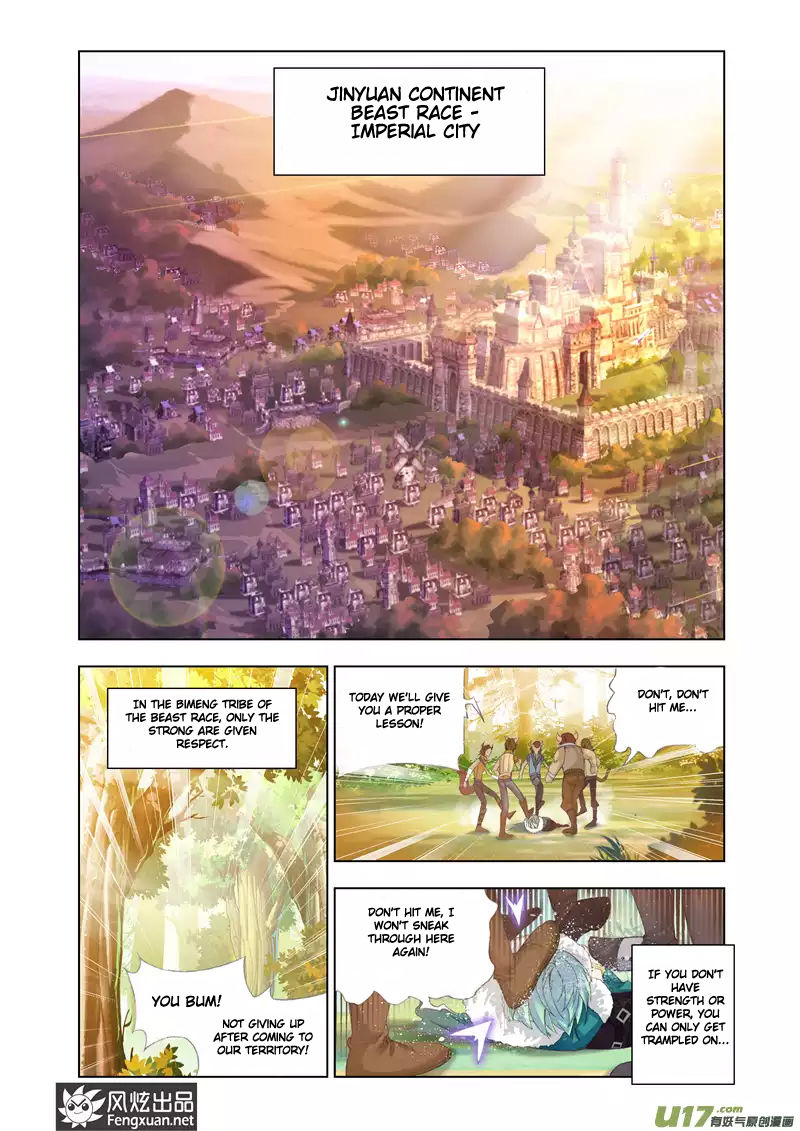 JINYUAN CONTINENT
BEAST RACE -
IMPERIAL CITY
IN THE BIMENG TRIBE OF
THE BEAST RACE, ONLY THE
STRONG ARE GIVEN
RESPECT.
YOU BUM!
NOT GIVING UP
AFTER COMING TO
OUR TERRITORY!
TODAY WE'LL GIVE
YOU A PROPER
LESSON!
DON'T, DON'T
HIT ME...
DON'T HIT ME, I
WON'T SNEAK
THROUGH HERE
AGAIN!
IF YOU DON'T
HAVE
STRENGTH OR
POWER, YOU
CAN ONLY GET
TRAMPLED ON...
风炫出品
Fengxuan.net
U17.com
有妖气原创漫画